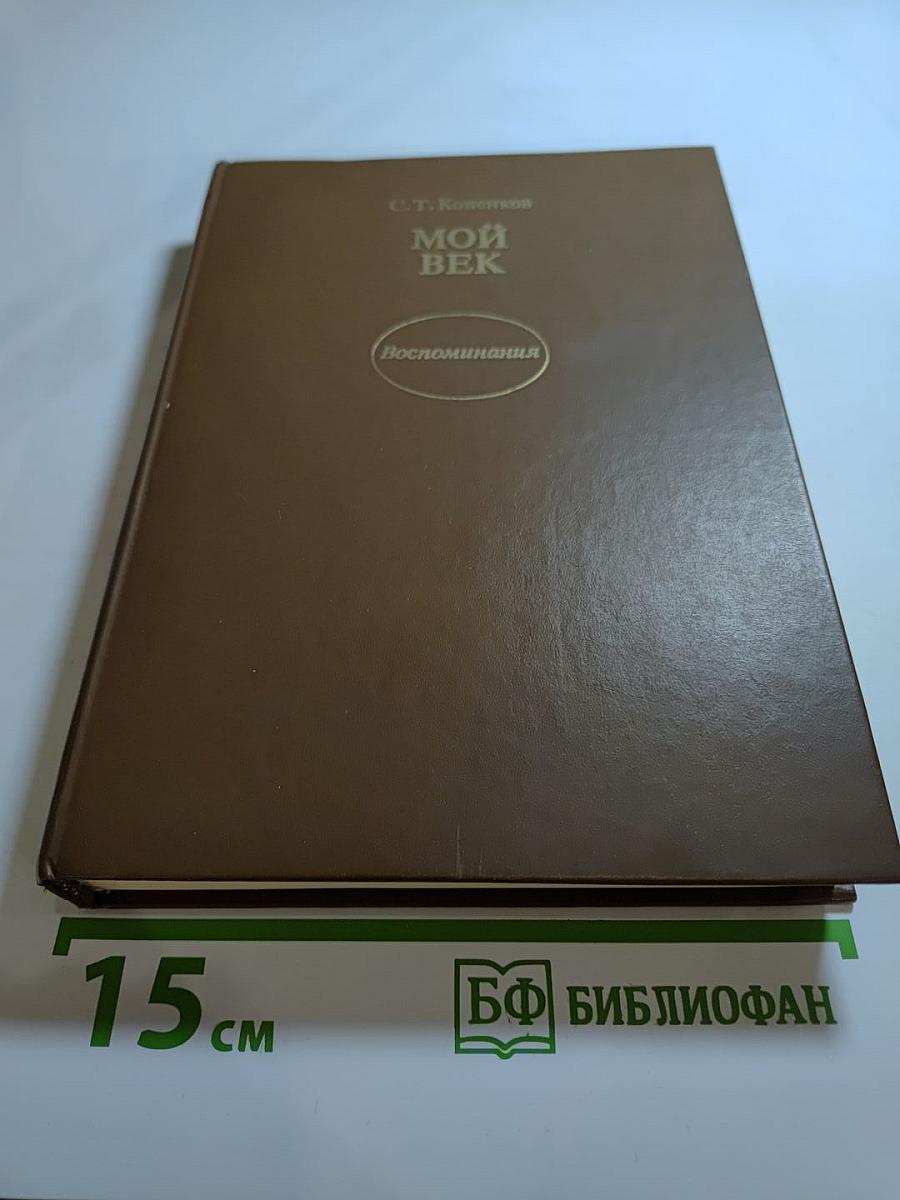 С. Т. Коненков
МОЙ
ВЕК
Воспоминания
15 см
БФ БИБЛИОФАН